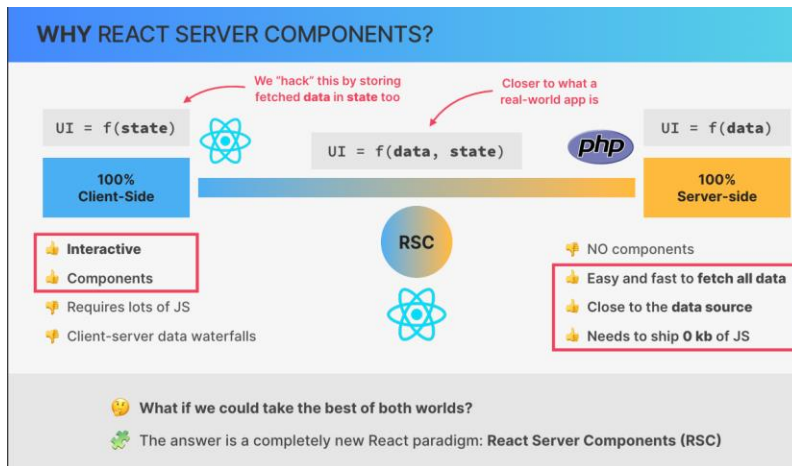 WHY REACT SERVER COMPONENTS?
We "hack" this by storing
fetched data in state too
Closer to what a
real-world app is
UI = f(state)
UI = f(data, state)
php
UI = f(data)
100%
Client-Side
100%
Server-side
RSC
👍 Interactive
👍 Components
👎 Requires lots of JS
👎 Client-server data waterfalls
👎 NO components
👍 Easy and fast to fetch all data
👍 Close to the data source
👍 Needs to ship 0 kb of JS
🤔 What if we could take the best of both worlds?
🧩 The answer is a completely new React paradigm: React Server Components (RSC)